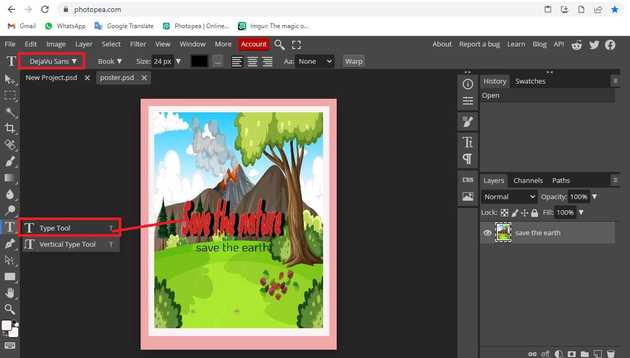 photopea.com
Gmail WhatsApp Google Translate Photopea | Online... Imgur: The magic o...
File Edit Image Layer Select Filter View Window More Account About Report a bug Learn Blog API
DejaVu Sans Book Size: 24 px ... Aa: None Warp
New Project.psd poster.psd
History Swatches
Open
Type Tool T
Vertical Type Tool T
Save the nature
save the earth
CSS
Layers Channels Paths
Normal Opacity: 100%
Lock: Fill: 100%
save the earth
eff